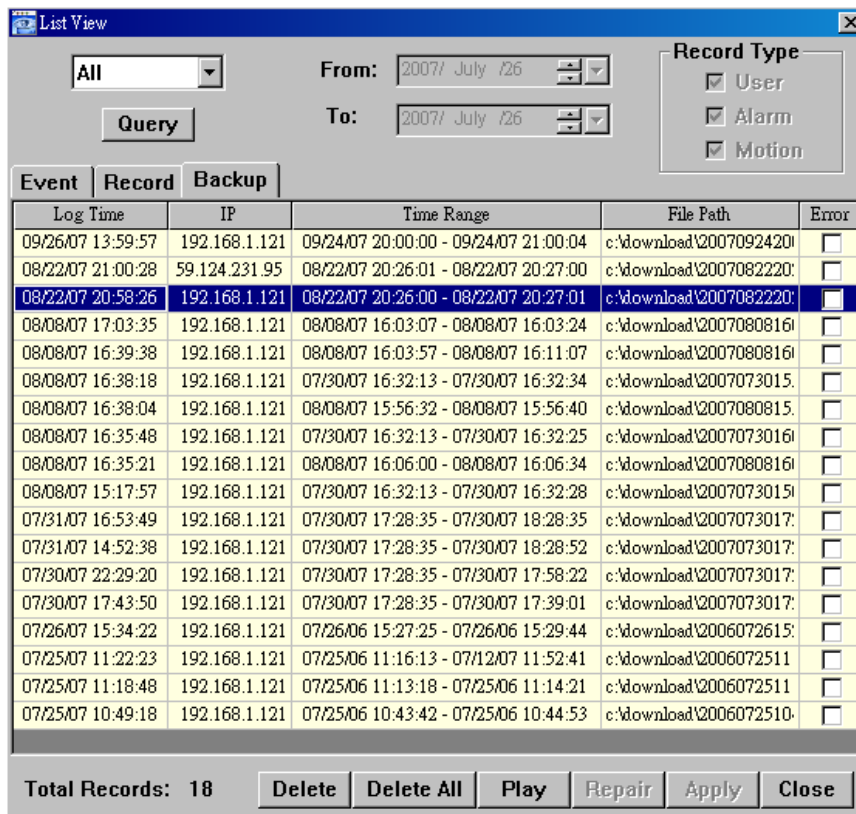 List View
All
From: 2007/ July /26
Record Type
User
Query
To: 2007/ July /26
Alarm
Motion
Event Record Backup
Log Time IP Time Range File Path Error
09/26/07 13:59:57 192.168.1.121 09/24/07 20:00:00 - 09/24/07 21:00:04 c:\download\2007092420
08/22/07 21:00:28 59.124.231.95 08/22/07 20:26:01 - 08/22/07 20:27:00 c:\download\2007082220
08/22/07 20:58:26 192.168.1.121 08/22/07 20:26:00 - 08/22/07 20:27:01 c:\download\2007082220
08/08/07 17:03:35 192.168.1.121 08/08/07 16:03:07 - 08/08/07 16:03:24 c:\download\2007080816
08/08/07 16:39:38 192.168.1.121 08/08/07 16:03:57 - 08/08/07 16:11:07 c:\download\2007080816
08/08/07 16:38:18 192.168.1.121 07/30/07 16:32:13 - 07/30/07 16:32:34 c:\download\2007073015
08/08/07 16:38:04 192.168.1.121 08/08/07 15:56:32 - 08/08/07 15:56:40 c:\download\2007080815
08/08/07 16:35:48 192.168.1.121 07/30/07 16:32:13 - 07/30/07 16:32:25 c:\download\2007073016
08/08/07 16:35:21 192.168.1.121 08/08/07 16:06:00 - 08/08/07 16:06:34 c:\download\2007080816
08/08/07 15:17:57 192.168.1.121 07/30/07 16:32:13 - 07/30/07 16:32:28 c:\download\2007073015
07/31/07 16:53:49 192.168.1.121 07/30/07 17:28:35 - 07/30/07 18:28:35 c:\download\2007073017
07/31/07 14:52:38 192.168.1.121 07/30/07 17:28:35 - 07/30/07 18:28:52 c:\download\2007073017
07/30/07 22:29:20 192.168.1.121 07/30/07 17:28:35 - 07/30/07 17:58:22 c:\download\2007073017
07/30/07 17:43:50 192.168.1.121 07/30/07 17:28:35 - 07/30/07 17:39:01 c:\download\2007073017
07/26/07 15:34:22 192.168.1.121 07/26/06 15:27:25 - 07/26/06 15:29:44 c:\download\2006072615
07/25/07 11:22:23 192.168.1.121 07/25/06 11:16:13 - 07/12/07 11:52:41 c:\download\2006072511
07/25/07 11:18:48 192.168.1.121 07/25/06 11:13:18 - 07/25/06 11:14:21 c:\download\2006072511
07/25/07 10:49:18 192.168.1.121 07/25/06 10:43:42 - 07/25/06 10:44:53 c:\download\2006072510
Total Records: 18 Delete Delete All Play Repair Apply Close